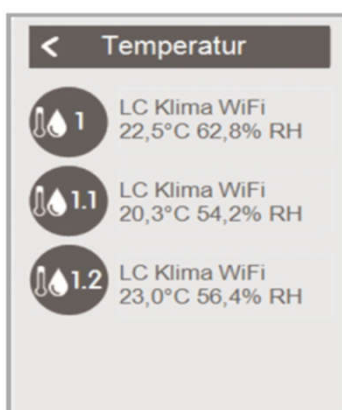 < Temperatur
1
LC Klima WiFi
22,5°C 62,8% RH
1.1
LC Klima WiFi
20,3°C 54,2% RH
1.2
LC Klima WiFi
23,0°C 56,4% RH